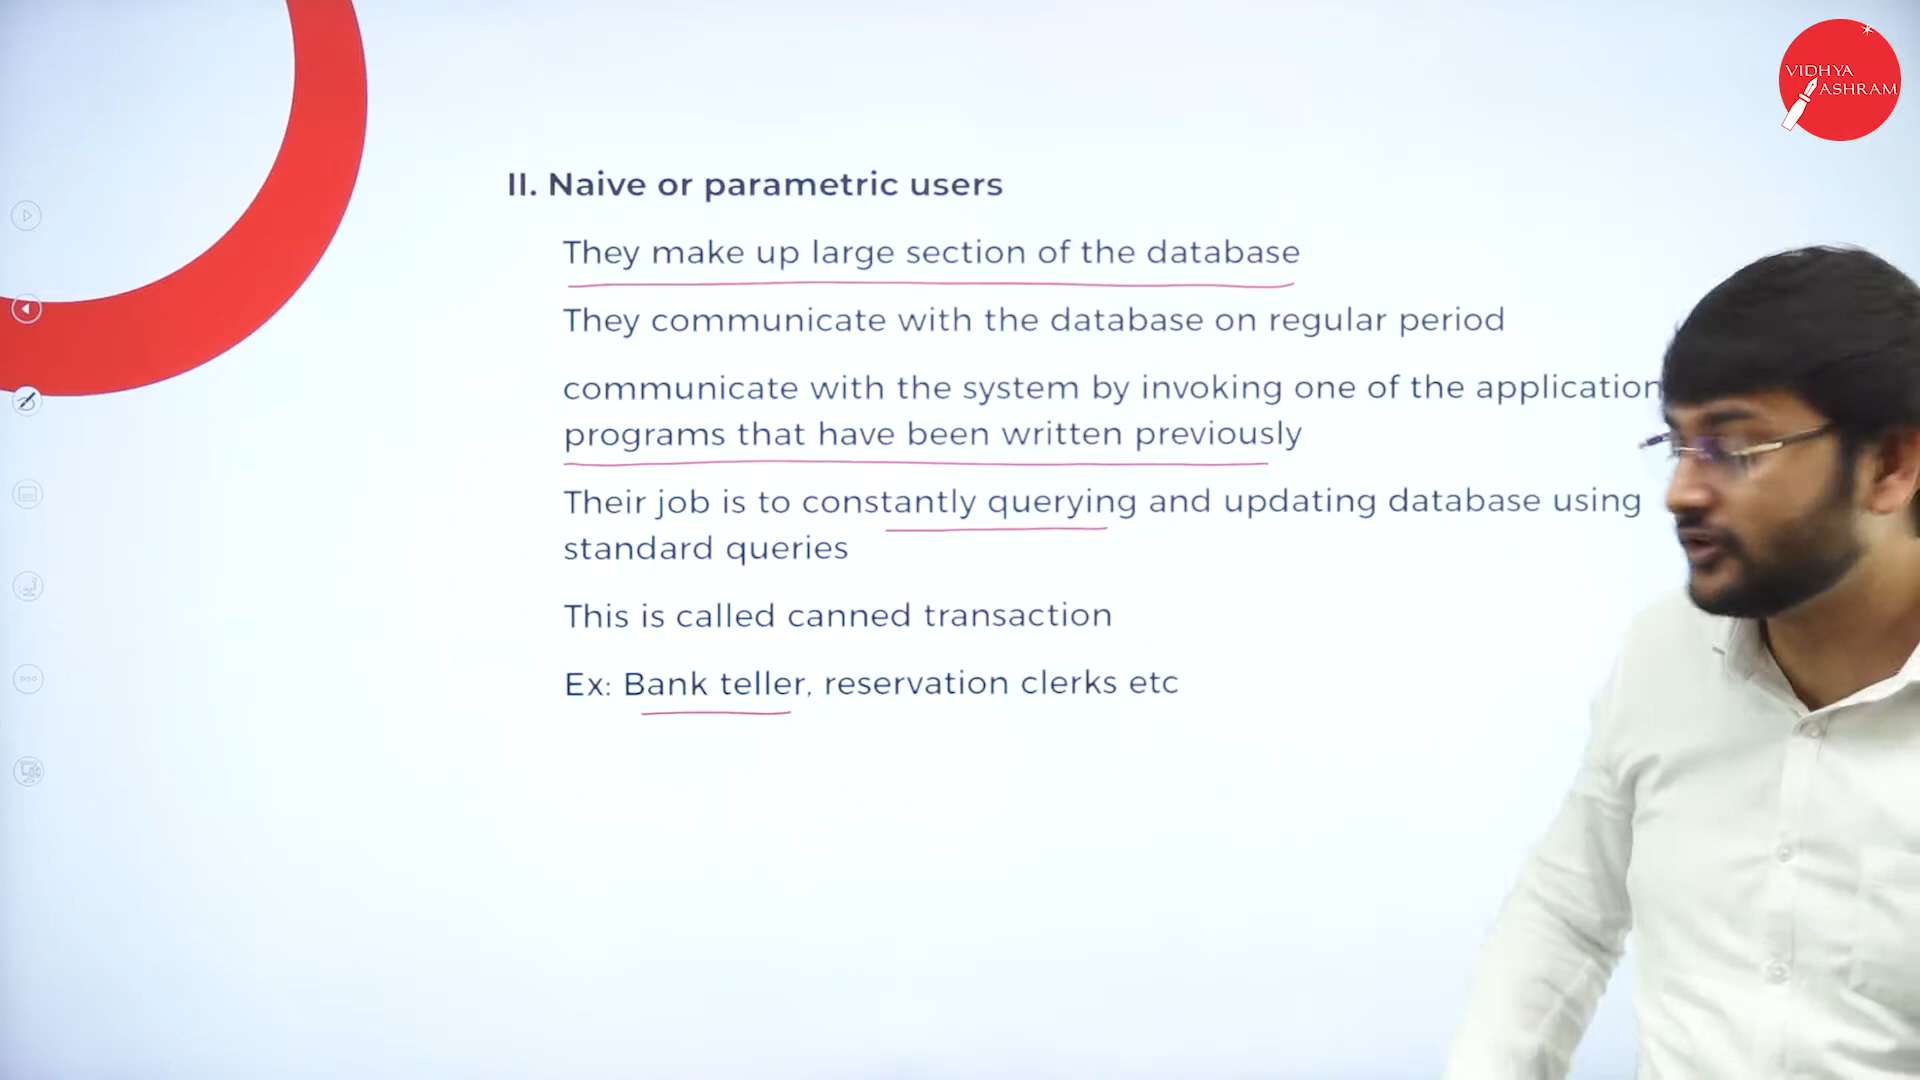 VIDHYA
ASHRAM
II. Naive or parametric users
They make up large section of the database
They communicate with the database on regular period
communicate with the system by invoking one of the application
programs that have been written previously
Their job is to constantly querying and updating database using
standard queries
This is called canned transaction
Ex: Bank teller, reservation clerks etc